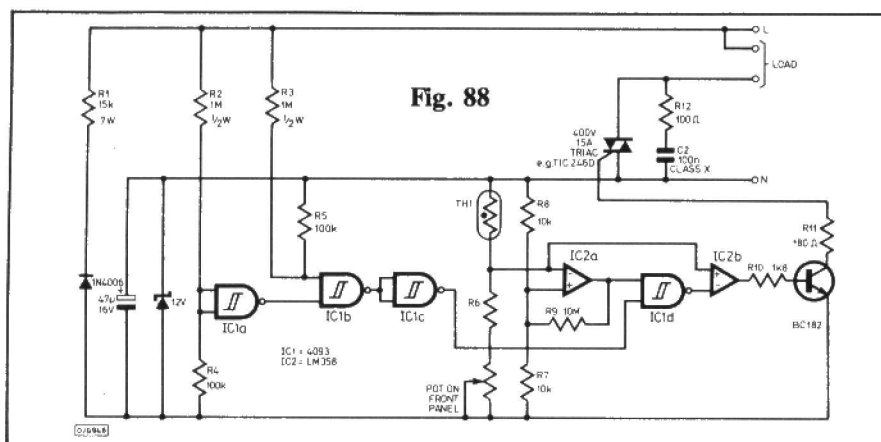 Fig. 88
L
LOAD
R1
15k
7W
R2
1M
½W
R3
1M
½W
R12
100Ω
C2
100n
CLASS X
400V
15A
TRIAC
e.g.TIC 246D
N
TH1
R8
10k
R5
100k
R11
180Ω
1N4006
47µ
16V
+
12V
IC1a
IC1b
IC1c
IC2a
IC2b
IC1d
R6
R9 10M
R10 1k8
BC182
R4
100k
IC1 = 4093
IC2 = LM358
POT ON
FRONT
PANEL
R7
10k